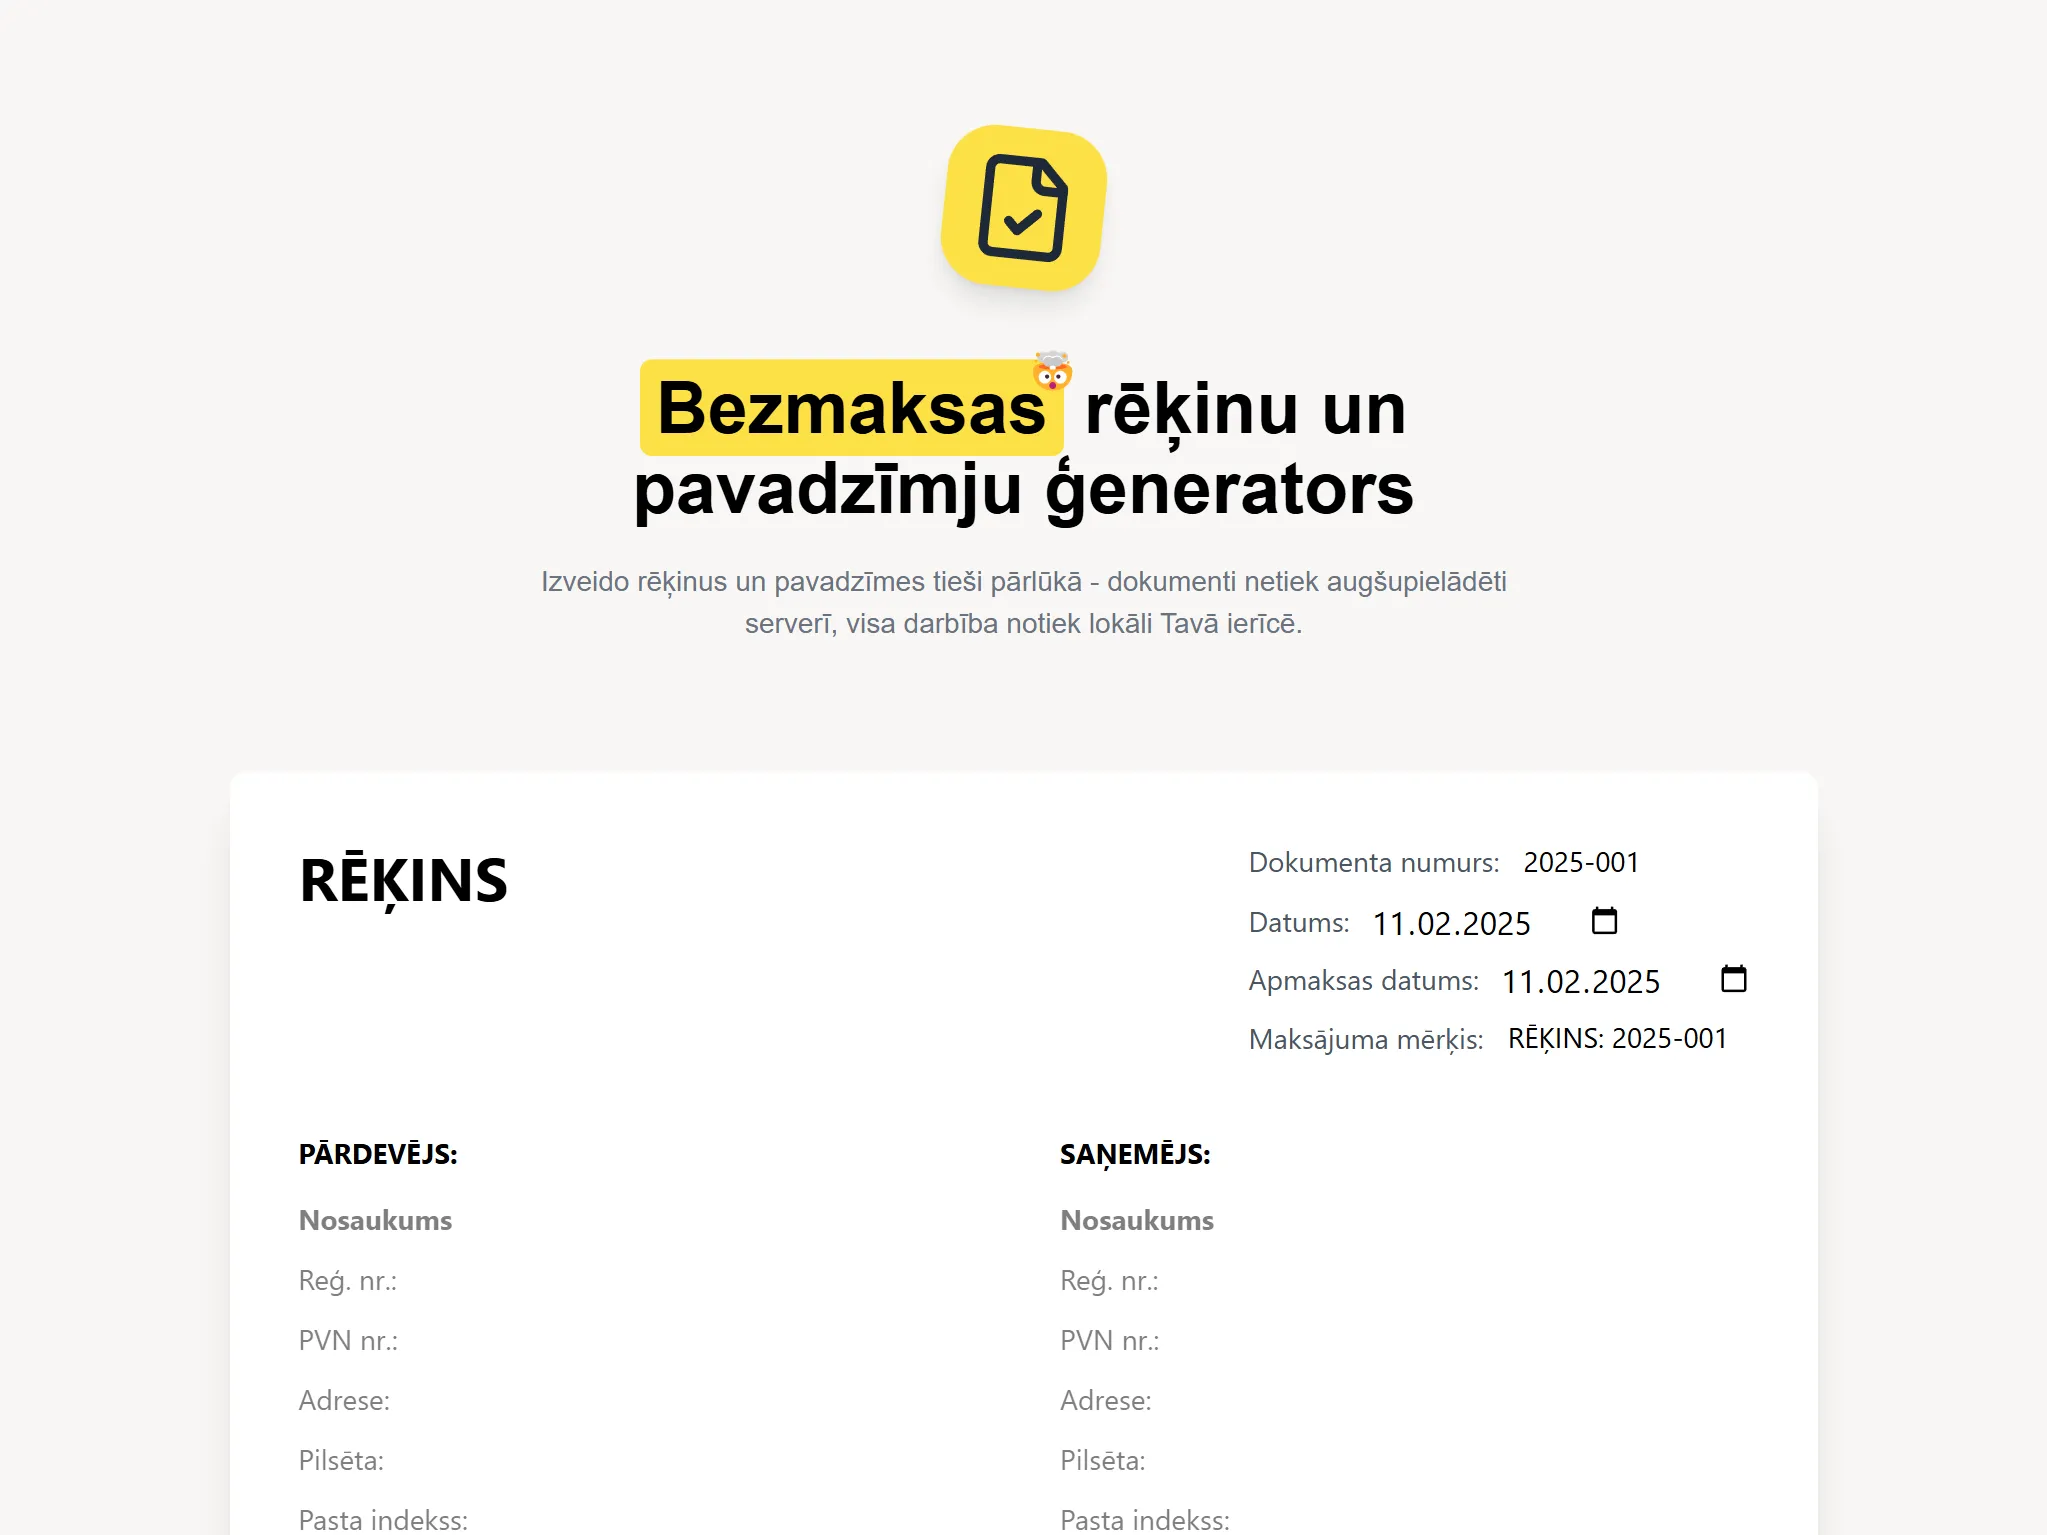 Bezmaksas rēķinu un
pavadzīmju ģenerators
Izveido rēķinus un pavadzīmes tieši pārlūkā - dokumenti netiek augšupielādēti
serverī, visa darbība notiek lokāli Tavā ierīcē.
RĒĶINS
Dokumenta numurs: 2025-001
Datums: 11.02.2025
Apmaksas datums: 11.02.2025
Maksājuma mērķis: RĒĶINS: 2025-001
PĀRDEVĒJS:
Nosaukums
Reģ. nr.:
PVN nr.:
Adrese:
Pilsēta:
Pasta indekss:
SAŅEMĒJS:
Nosaukums
Reģ. nr.:
PVN nr.:
Adrese:
Pilsēta:
Pasta indekss: